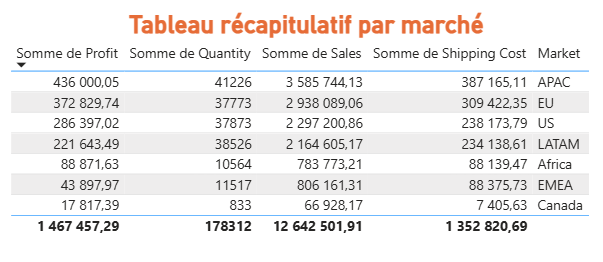 Tableau récapitulatif par marché
Somme de Profit Somme de Quantity Somme de Sales Somme de Shipping Cost Market
436 000,05 41226 3 585 744,13 387 165,11 APAC
372 829,74 37773 2 938 089,06 309 422,35 EU
286 397,02 37873 2 297 200,86 238 173,79 US
221 643,49 38526 2 164 605,17 234 138,61 LATAM
88 871,63 10564 783 773,21 88 139,47 Africa
43 897,97 11517 806 161,31 88 375,73 EMEA
17 817,39 833 66 928,17 7 405,63 Canada
1 467 457,29 178312 12 642 501,91 1 352 820,69